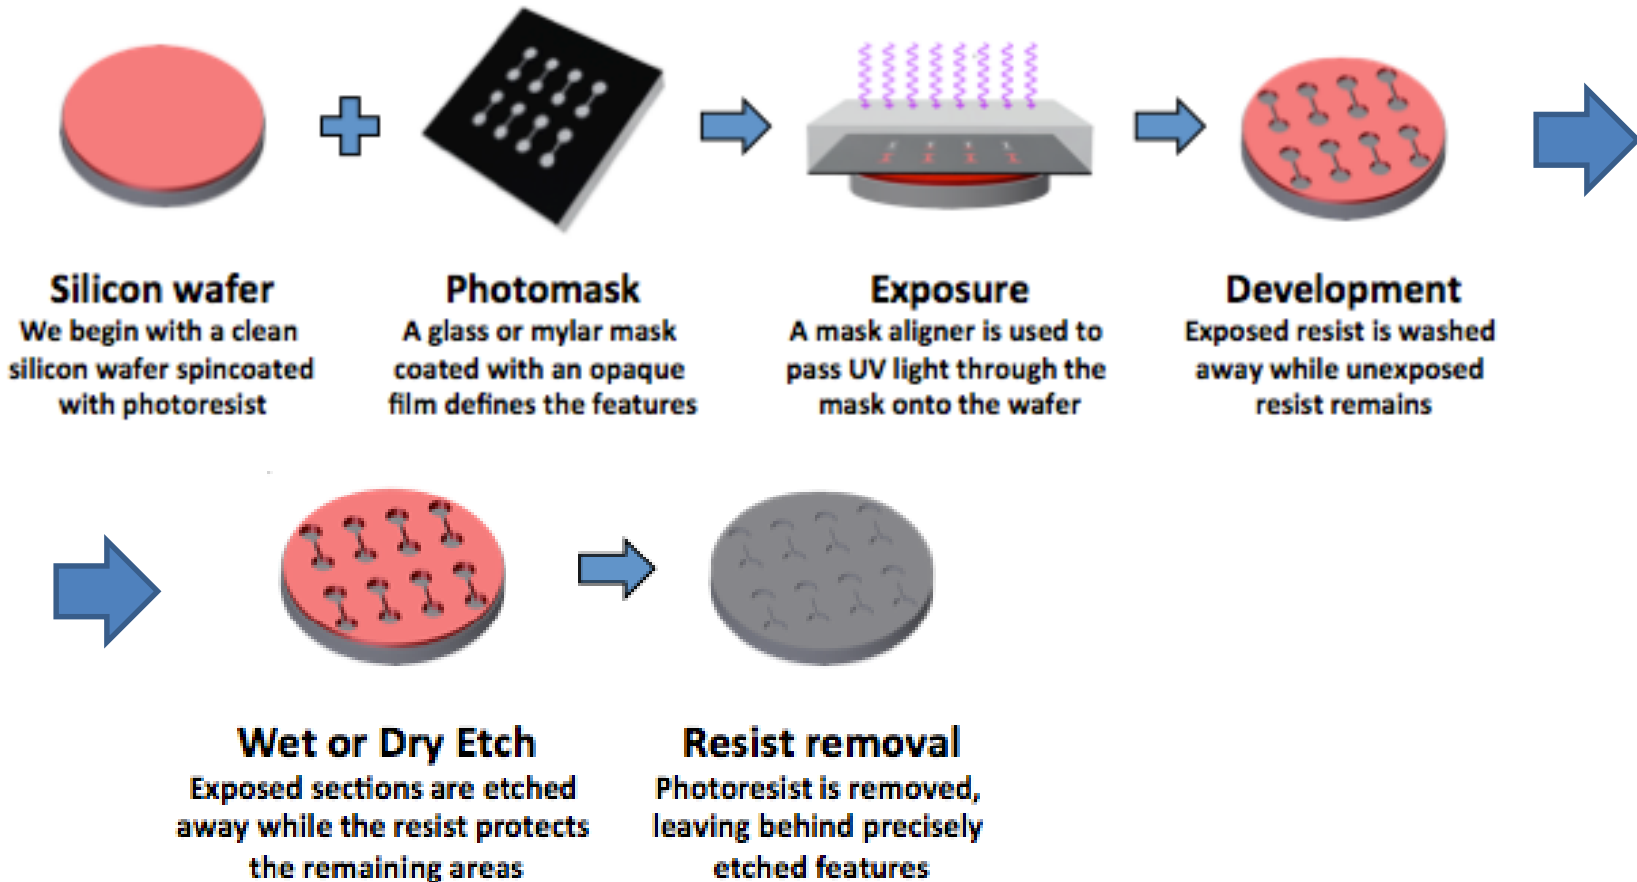 Silicon wafer
We begin with a clean
silicon wafer spincoated
with photoresist
Photomask
A glass or mylar mask
coated with an opaque
film defines the features
Exposure
A mask aligner is used to
pass UV light through the
mask onto the wafer
Development
Exposed resist is washed
away while unexposed
resist remains
Wet or Dry Etch
Exposed sections are etched
away while the resist protects
the remaining areas
Resist removal
Photoresist is removed,
leaving behind precisely
etched features